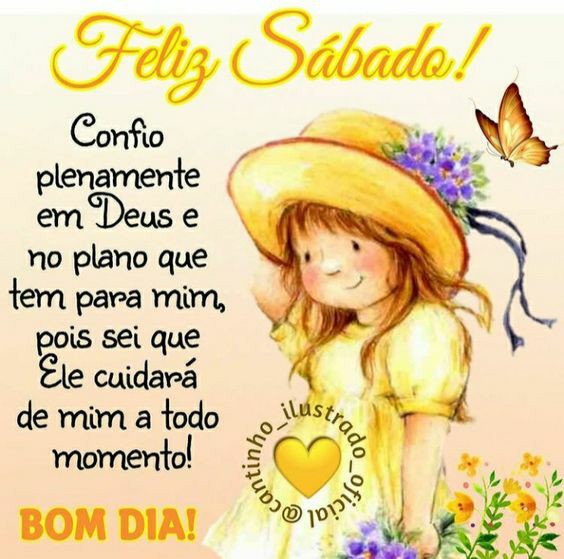 Feliz Sábado!
Confio
plenamente
em Deus e
no plano que
tem para mim,
pois sei que
Ele cuidará
de mim a todo
momento!
@cantinho_ilustrado_oficial
BOM DIA!